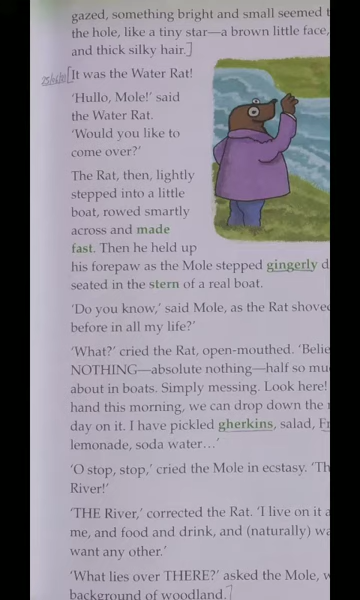 gazed, something bright and small seemed t
the hole, like a tiny star—a brown little face,
and thick silky hair.]
[It was the Water Rat!
'Hullo, Mole!' said
the Water Rat.
'Would you like to
come over?'
The Rat, then, lightly
stepped into a little
boat, rowed smartly
across and made
fast. Then he held up
his forepaw as the Mole stepped gingerly d
seated in the stern of a real boat.
'Do you know,' said Mole, as the Rat shove
before in all my life?'
'What?' cried the Rat, open-mouthed. 'Belie
NOTHING—absolute nothing—half so mu
about in boats. Simply messing. Look here!
hand this morning, we can drop down the
day on it. I have pickled gherkins, salad, Fr
lemonade, soda water…'
'O stop, stop,' cried the Mole in ecstasy. 'Th
River!'
'THE River,' corrected the Rat. 'I live on it a
me, and food and drink, and (naturally) wa
want any other.'
'What lies over THERE?' asked the Mole, w
background of woodland.]